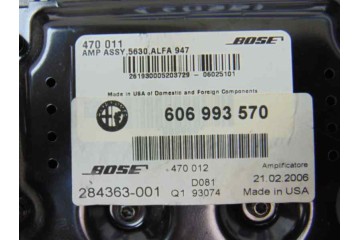 470 011
BOSE
AMP ASSY,5630,ALFA 947
281930005203729 - 06025101
Made in USA of Domestic and Foreign Components
606 993 570
BOSE
470 012
Amplificatore
284363-001
D081
21.02.2006
Q1 93074
Made in USA